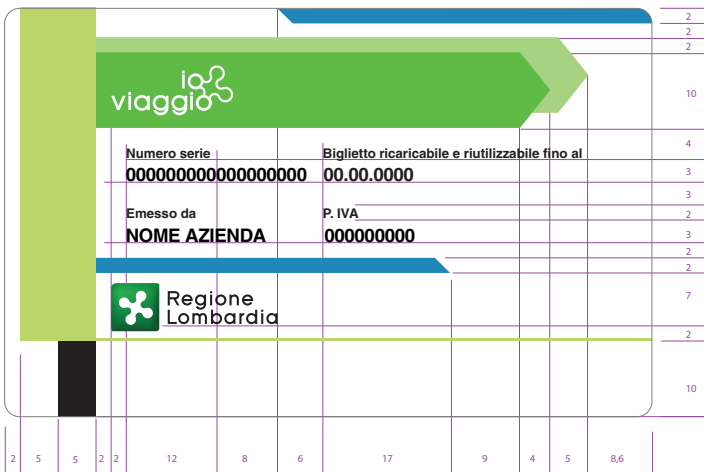 2
2
2
io
viaggio
10
4
Numero serie Biglietto ricaricabile e riutilizzabile fino al
000000000000000000 00.00.0000
3
3
Emesso da P. IVA
2
NOME AZIENDA 000000000
3
2
2
Regione
Lombardia
7
2
10
2 5 5 2 2 12 8 6 17 9 4 5 8,6